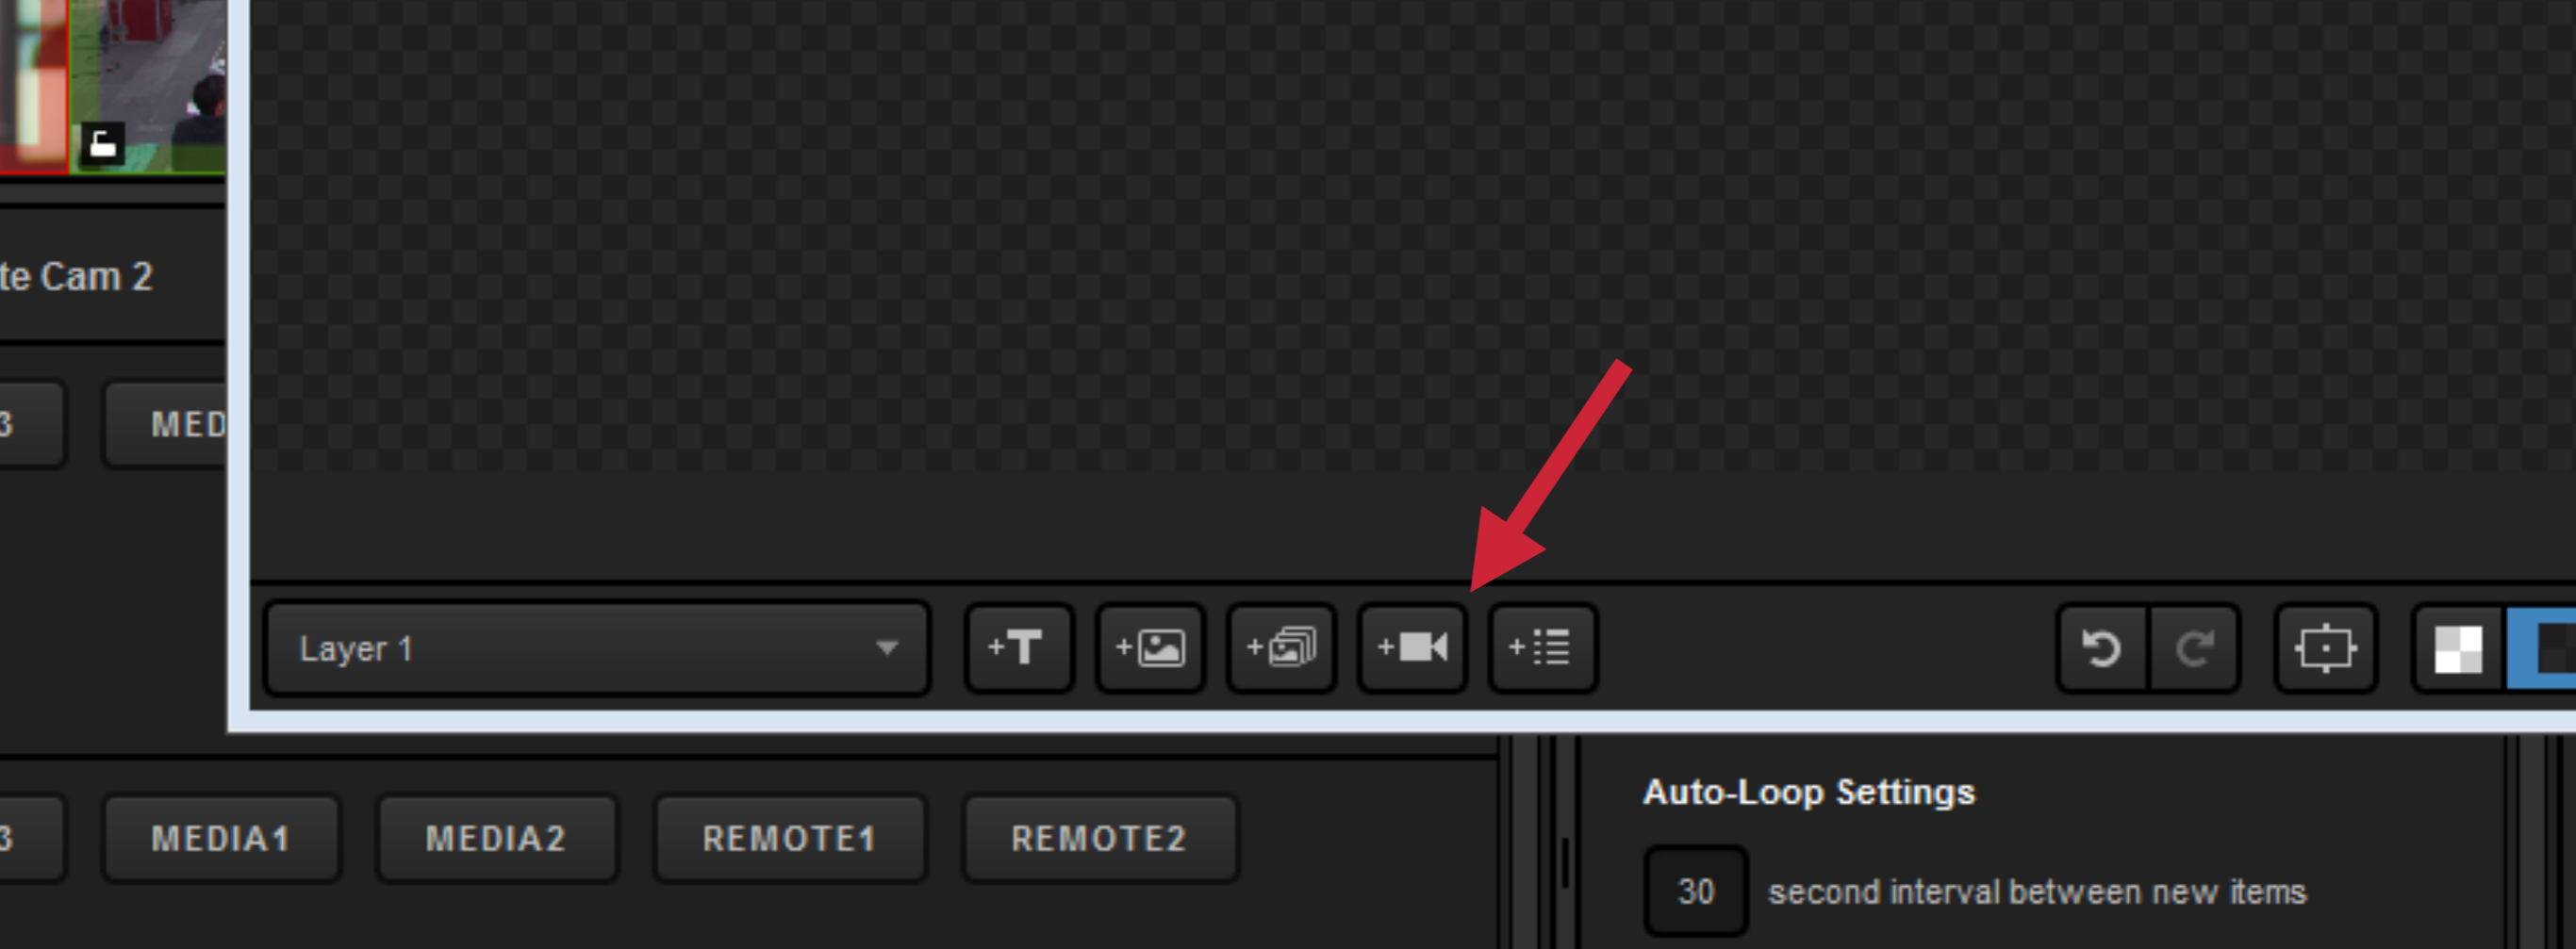 te Cam 2
3
MED
Layer 1
+T
3
MEDIA1
MEDIA2
REMOTE1
REMOTE2
Auto-Loop Settings
30 second interval between new items